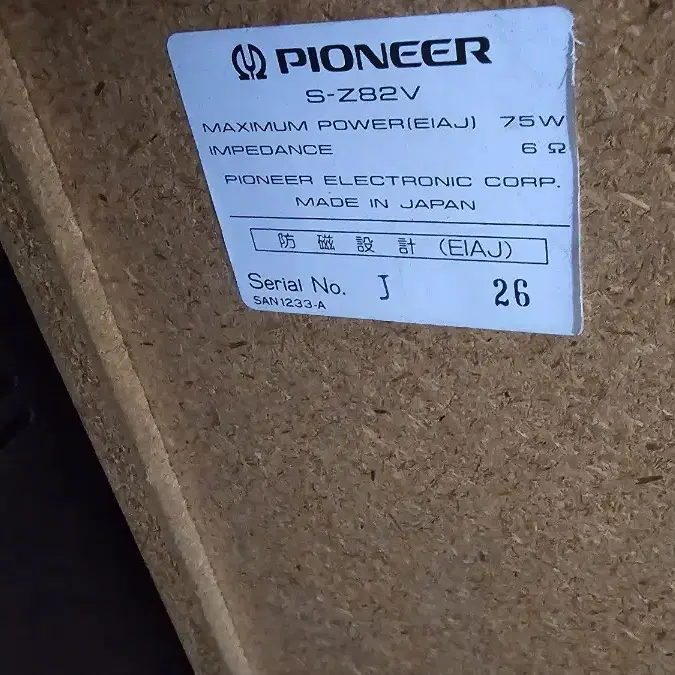 PIONEER
S-Z82V
MAXIMUM POWER(EIAJ) 75W
IMPEDANCE 6 Ω
PIONEER ELECTRONIC CORP.
MADE IN JAPAN
防磁設計 (EIAJ)
Serial No. J 26
SAN1233-A